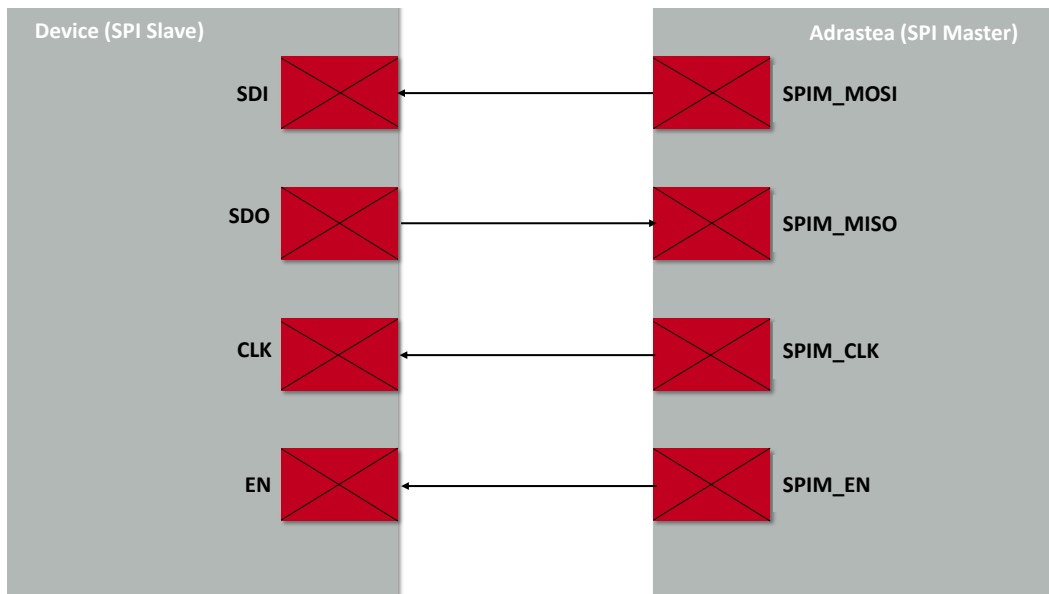 Device (SPI Slave)
Adrastea (SPI Master)
SDI
SPIM_MOSI
SDO
SPIM_MISO
CLK
SPIM_CLK
EN
SPIM_EN